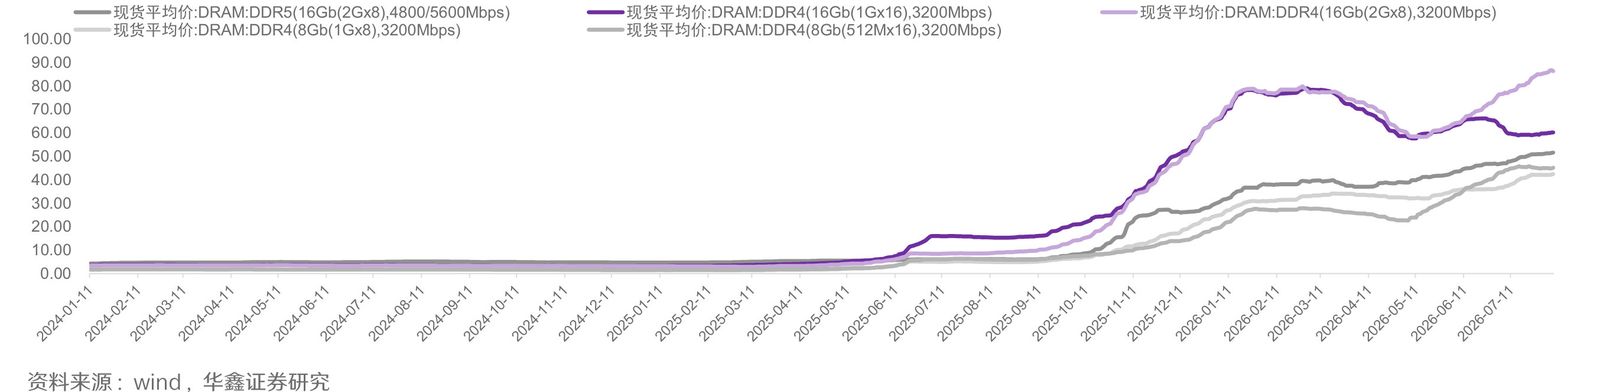 现货平均价:DRAM:DDR5(16Gb(2Gx8),4800/5600Mbps) 现货平均价:DRAM:DDR4(16Gb(1Gx16),3200Mbps) 现货平均价:DRAM:DDR4(16Gb(2Gx8),3200Mbps)
现货平均价:DRAM:DDR4(8Gb(1Gx8),3200Mbps) 现货平均价:DRAM:DDR4(8Gb(512Mx16),3200Mbps)
100.00
90.00
80.00
70.00
60.00
50.00
40.00
30.00
20.00
10.00
0.00
2024-01-11 2024-02-11 2024-03-11 2024-04-11 2024-05-11 2024-06-11 2024-07-11 2024-08-11 2024-09-11 2024-10-11 2024-11-11 2024-12-11 2025-01-11 2025-02-11 2025-03-11 2025-04-11 2025-05-11 2025-06-11 2025-07-11 2025-08-11 2025-09-11 2025-10-11 2025-11-11 2025-12-11 2026-01-11 2026-02-11 2026-03-11 2026-04-11 2026-05-11 2026-06-11 2026-07-11
资料来源：wind，华鑫证券研究